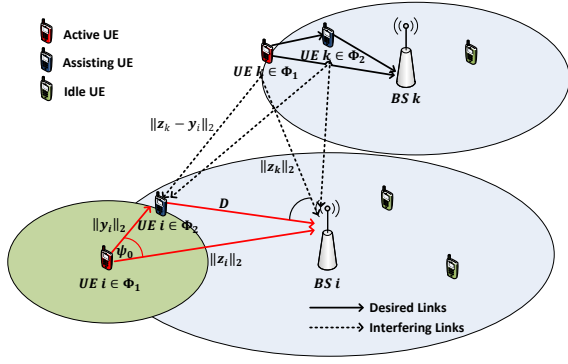 Active UE
Assisting UE
Idle UE
UE k ∈ Φ₁
UE k ∈ Φ₂
BS k
‖z_k − y_i‖₂
‖z_k‖₂
D
UE i ∈ Φ₂
‖y_i‖₂
ψ₀
‖z_i‖₂
UE i ∈ Φ₁
BS i
Desired Links
Interfering Links